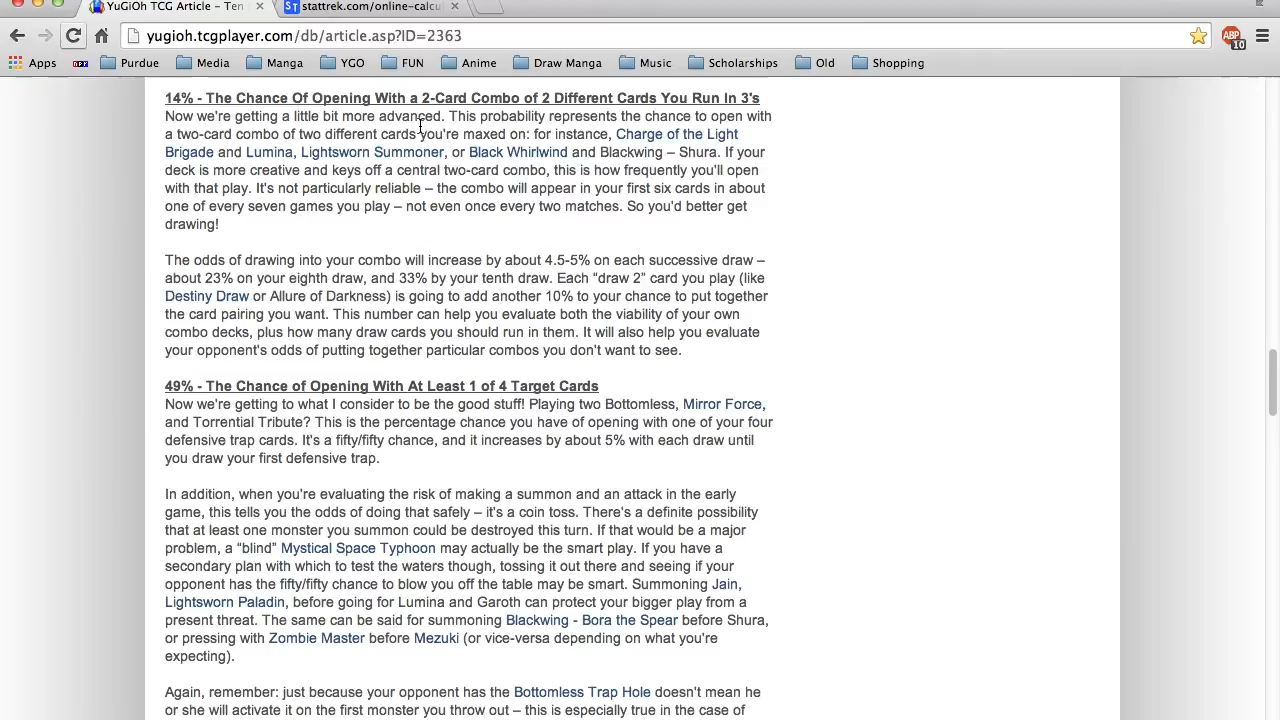 YuGiOh TCG Article – Ten
stattrek.com/online-calcu
yugioh.tcgplayer.com/db/article.asp?ID=2363
ABP
10
Apps Purdue Media Manga YGO FUN Anime Draw Manga Music Scholarships Old Shopping
14% - The Chance Of Opening With a 2-Card Combo of 2 Different Cards You Run In 3's
Now we're getting a little bit more advanced. This probability represents the chance to open with
a two-card combo of two different cards you're maxed on: for instance, Charge of the Light
Brigade and Lumina, Lightsworn Summoner, or Black Whirlwind and Blackwing – Shura. If your
deck is more creative and keys off a central two-card combo, this is how frequently you'll open
with that play. It's not particularly reliable – the combo will appear in your first six cards in about
one of every seven games you play – not even once every two matches. So you'd better get
drawing!
The odds of drawing into your combo will increase by about 4.5-5% on each successive draw –
about 23% on your eighth draw, and 33% by your tenth draw. Each “draw 2” card you play (like
Destiny Draw or Allure of Darkness) is going to add another 10% to your chance to put together
the card pairing you want. This number can help you evaluate both the viability of your own
combo decks, plus how many draw cards you should run in them. It will also help you evaluate
your opponent's odds of putting together particular combos you don't want to see.
49% - The Chance of Opening With At Least 1 of 4 Target Cards
Now we're getting to what I consider to be the good stuff! Playing two Bottomless, Mirror Force,
and Torrential Tribute? This is the percentage chance you have of opening with one of your four
defensive trap cards. It's a fifty/fifty chance, and it increases by about 5% with each draw until
you draw your first defensive trap.
In addition, when you're evaluating the risk of making a summon and an attack in the early
game, this tells you the odds of doing that safely – it's a coin toss. There's a definite possibility
that at least one monster you summon could be destroyed this turn. If that would be a major
problem, a “blind” Mystical Space Typhoon may actually be the smart play. If you have a
secondary plan with which to test the waters though, tossing it out there and seeing if your
opponent has the fifty/fifty chance to blow you off the table may be smart. Summoning Jain,
Lightsworn Paladin, before going for Lumina and Garoth can protect your bigger play from a
present threat. The same can be said for summoning Blackwing - Bora the Spear before Shura,
or pressing with Zombie Master before Mezuki (or vice-versa depending on what you're
expecting).
Again, remember: just because your opponent has the Bottomless Trap Hole doesn't mean he
or she will activate it on the first monster you throw out – this is especially true in the case of